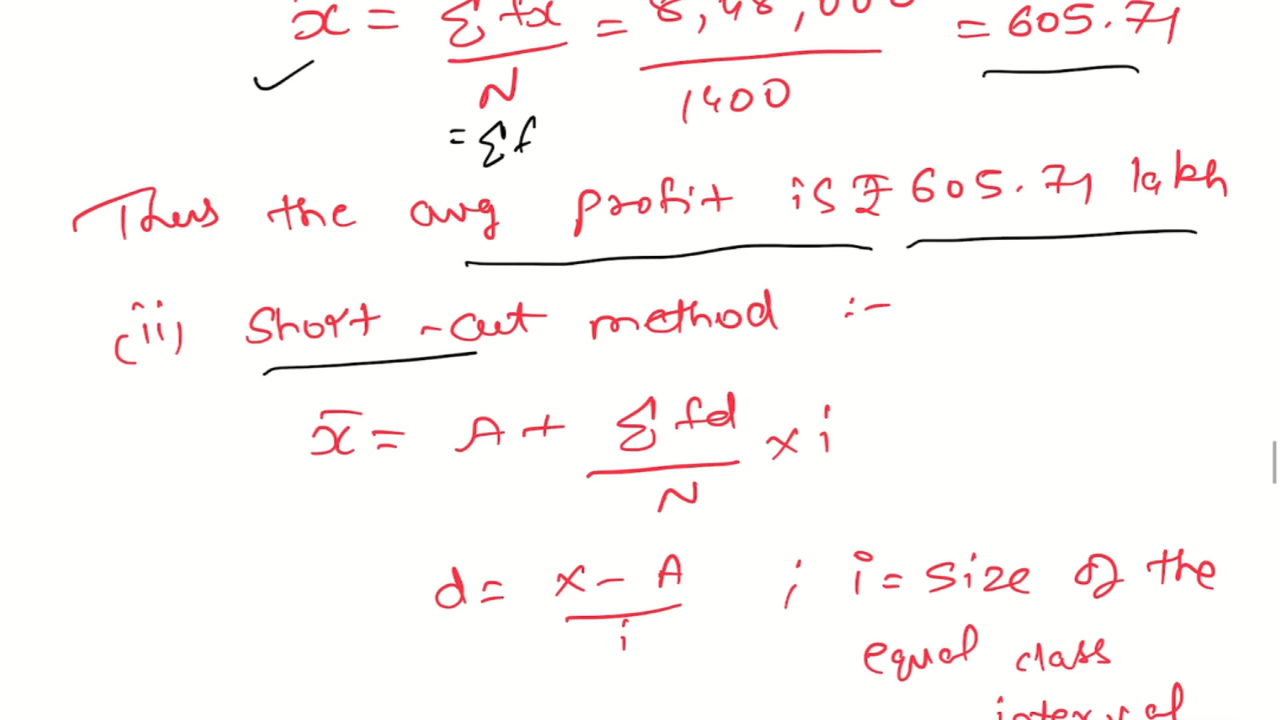 x̄ = Σfx / N = 8,48,000 / 1400 = 605.71
= Σf
Thus the avg profit is ₹ 605.71 lakh
(ii) Short-cut method :-
x̄ = A + Σfd / N × i
d = x - A / i ; i = size of the
equal class
interval